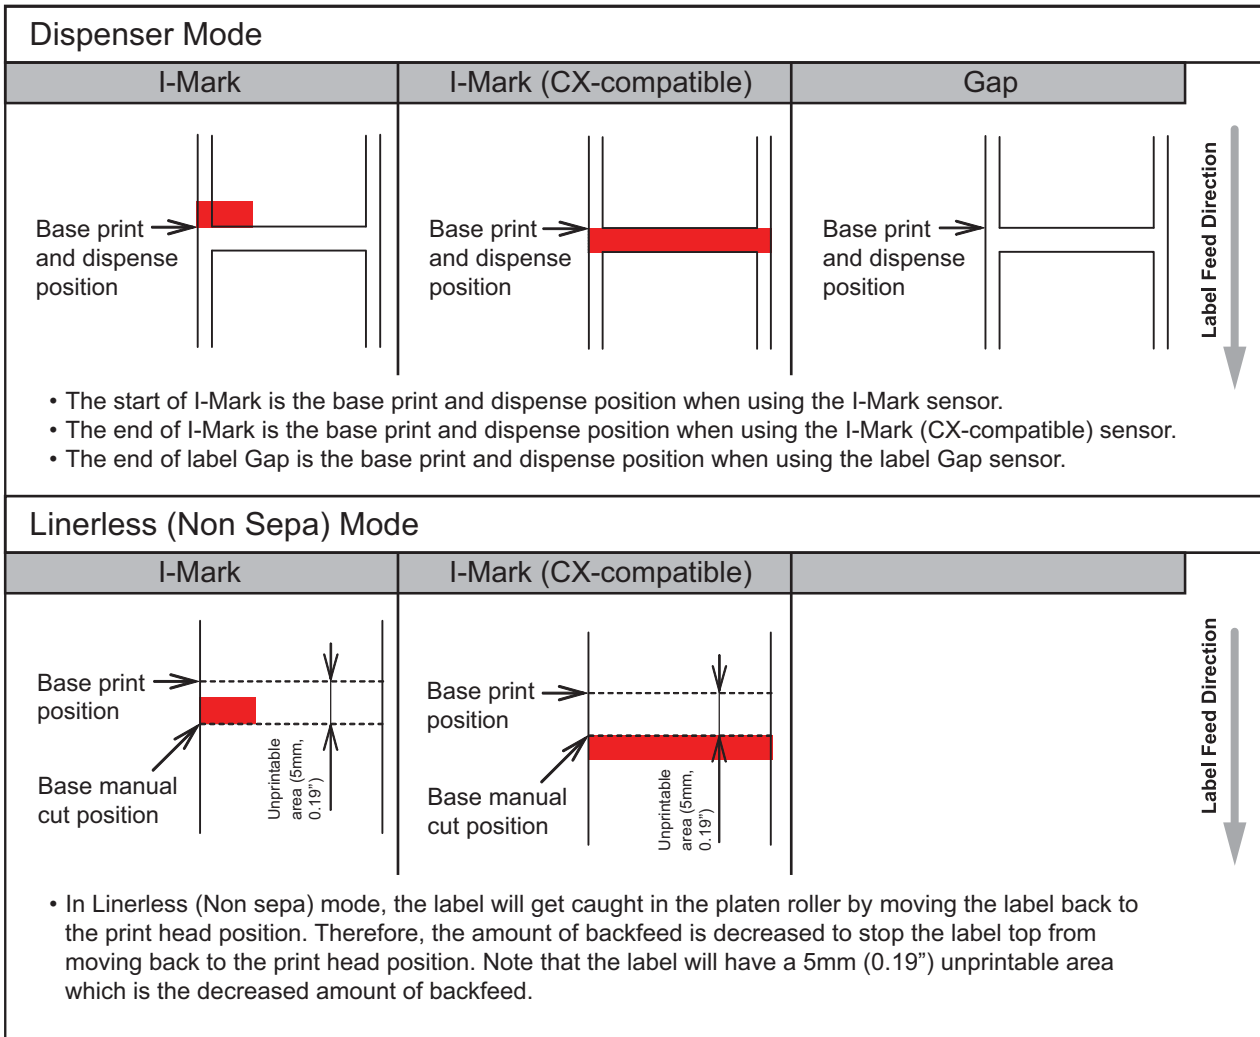 Dispenser Mode
I-Mark
I-Mark (CX-compatible)
Gap
Base print
and dispense
position
Base print
and dispense
position
Base print
and dispense
position
Label Feed Direction
• The start of I-Mark is the base print and dispense position when using the I-Mark sensor.
• The end of I-Mark is the base print and dispense position when using the I-Mark (CX-compatible) sensor.
• The end of label Gap is the base print and dispense position when using the label Gap sensor.
Linerless (Non Sepa) Mode
I-Mark
I-Mark (CX-compatible)
Base print
position
Base manual
cut position
Unprintable
area (5mm,
0.19")
Base print
position
Base manual
cut position
Unprintable
area (5mm,
0.19")
Label Feed Direction
• In Linerless (Non sepa) mode, the label will get caught in the platen roller by moving the label back to
the print head position. Therefore, the amount of backfeed is decreased to stop the label top from
moving back to the print head position. Note that the label will have a 5mm (0.19”) unprintable area
which is the decreased amount of backfeed.